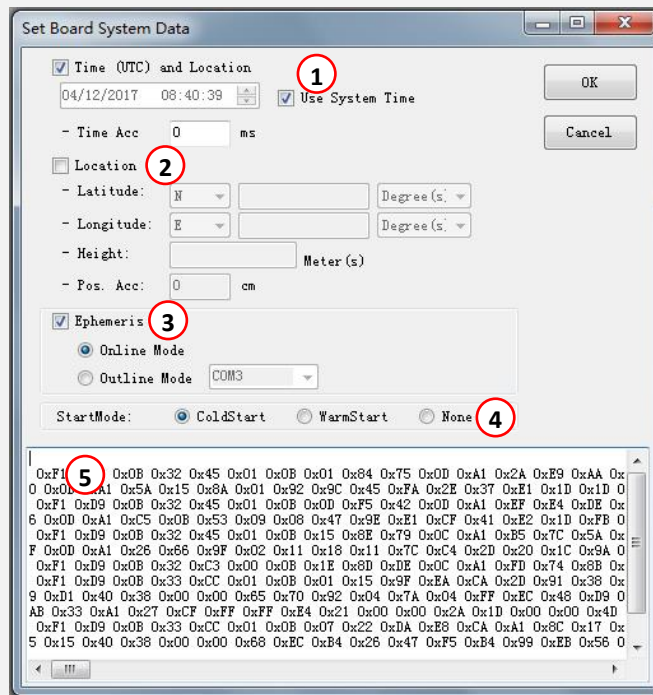 Set Board System Data
Time (UTC) and Location
1
04/12/2017 08:40:39
Use System Time
OK
- Time Acc 0 ms
Cancel
Location 2
- Latitude: N Degree(s)
- Longitude: E Degree(s)
- Height: Meter(s)
- Pos. Acc: 0 cm
Ephemeris 3
Online Mode
Outline Mode COM3
StartMode: ColdStart WarmStart None 4
5
0xF1 0x0B 0x32 0x45 0x01 0x0B 0x01 0x84 0x75 0x0D 0xA1 0x2A 0xE9 0xAA 0x
0 0x0D 0xA1 0x5A 0x15 0x8A 0x01 0x92 0x9C 0x45 0xFA 0x2E 0x37 0xE1 0x1D 0x1D 0
0xF1 0xD9 0x0B 0x32 0x45 0x01 0x0B 0x0D 0xF5 0x42 0x0D 0xA1 0xEF 0xE4 0xDE 0x
6 0x0D 0xA1 0xC5 0x0B 0x53 0x09 0x08 0x47 0x9E 0xE1 0xCF 0x41 0xE2 0x1D 0xFB 0
0xF1 0xD9 0x0B 0x32 0x45 0x01 0x0B 0x15 0x8E 0x79 0x0C 0xA1 0xB5 0x7C 0x5A 0x
F 0x0D 0xA1 0x26 0x66 0x9F 0x02 0x11 0x18 0x11 0x7C 0xC4 0x2D 0x20 0x1C 0x9A 0
0xF1 0xD9 0x0B 0x32 0xC3 0x00 0x0B 0x1E 0x8D 0xDE 0x0C 0xA1 0xFD 0x74 0x8B 0x
0xF1 0xD9 0x0B 0x33 0xCC 0x01 0x0B 0x01 0x15 0x9F 0xEA 0xCA 0x2D 0x91 0x38 0x
9 0xD1 0x40 0x38 0x00 0x00 0x65 0x70 0x92 0x04 0x7A 0x04 0xFF 0xEC 0x48 0xD9 0
AB 0x33 0xA1 0x27 0xCF 0xFF 0xFF 0xE4 0x21 0x00 0x00 0x2A 0x1D 0x00 0x00 0x4D
0xF1 0xD9 0x0B 0x33 0xCC 0x01 0x0B 0x07 0x22 0xDA 0xE8 0xCA 0xA1 0x8C 0x17 0x
5 0x15 0x40 0x38 0x00 0x00 0x68 0xEC 0xB4 0x26 0x47 0xF5 0xB4 0x99 0xEB 0x56 0